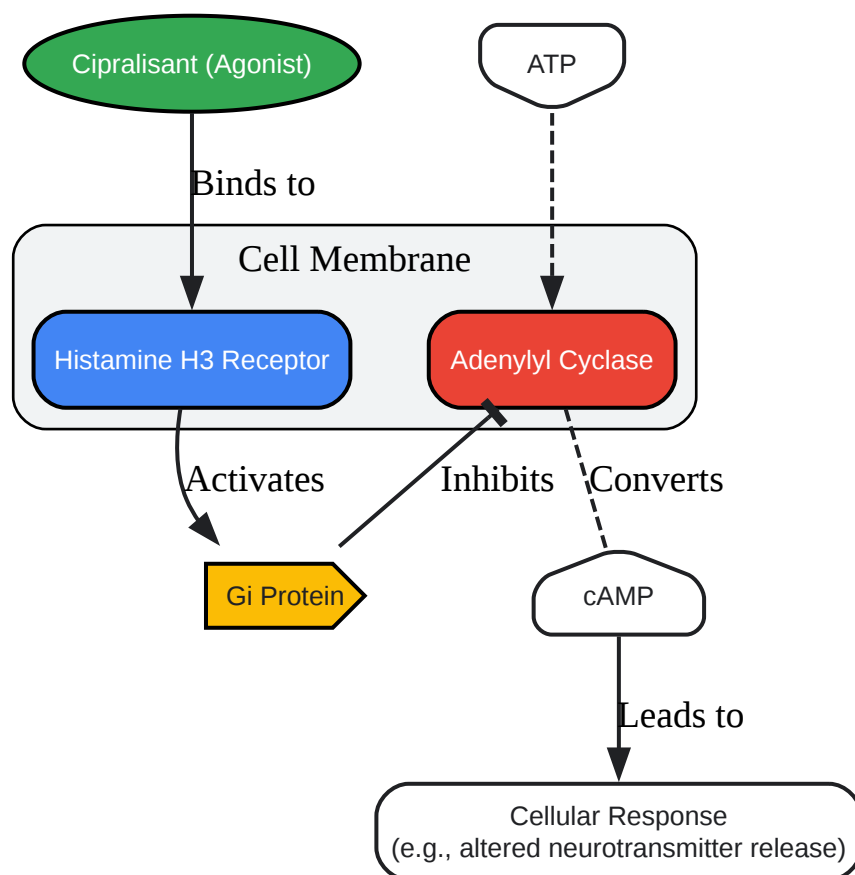 Cipralisant (Agonist)
ATP
Binds to
Cell Membrane
Histamine H3 Receptor
Adenylyl Cyclase
Activates
Inhibits
Converts
Gi Protein
cAMP
Leads to
Cellular Response
(e.g., altered neurotransmitter release)